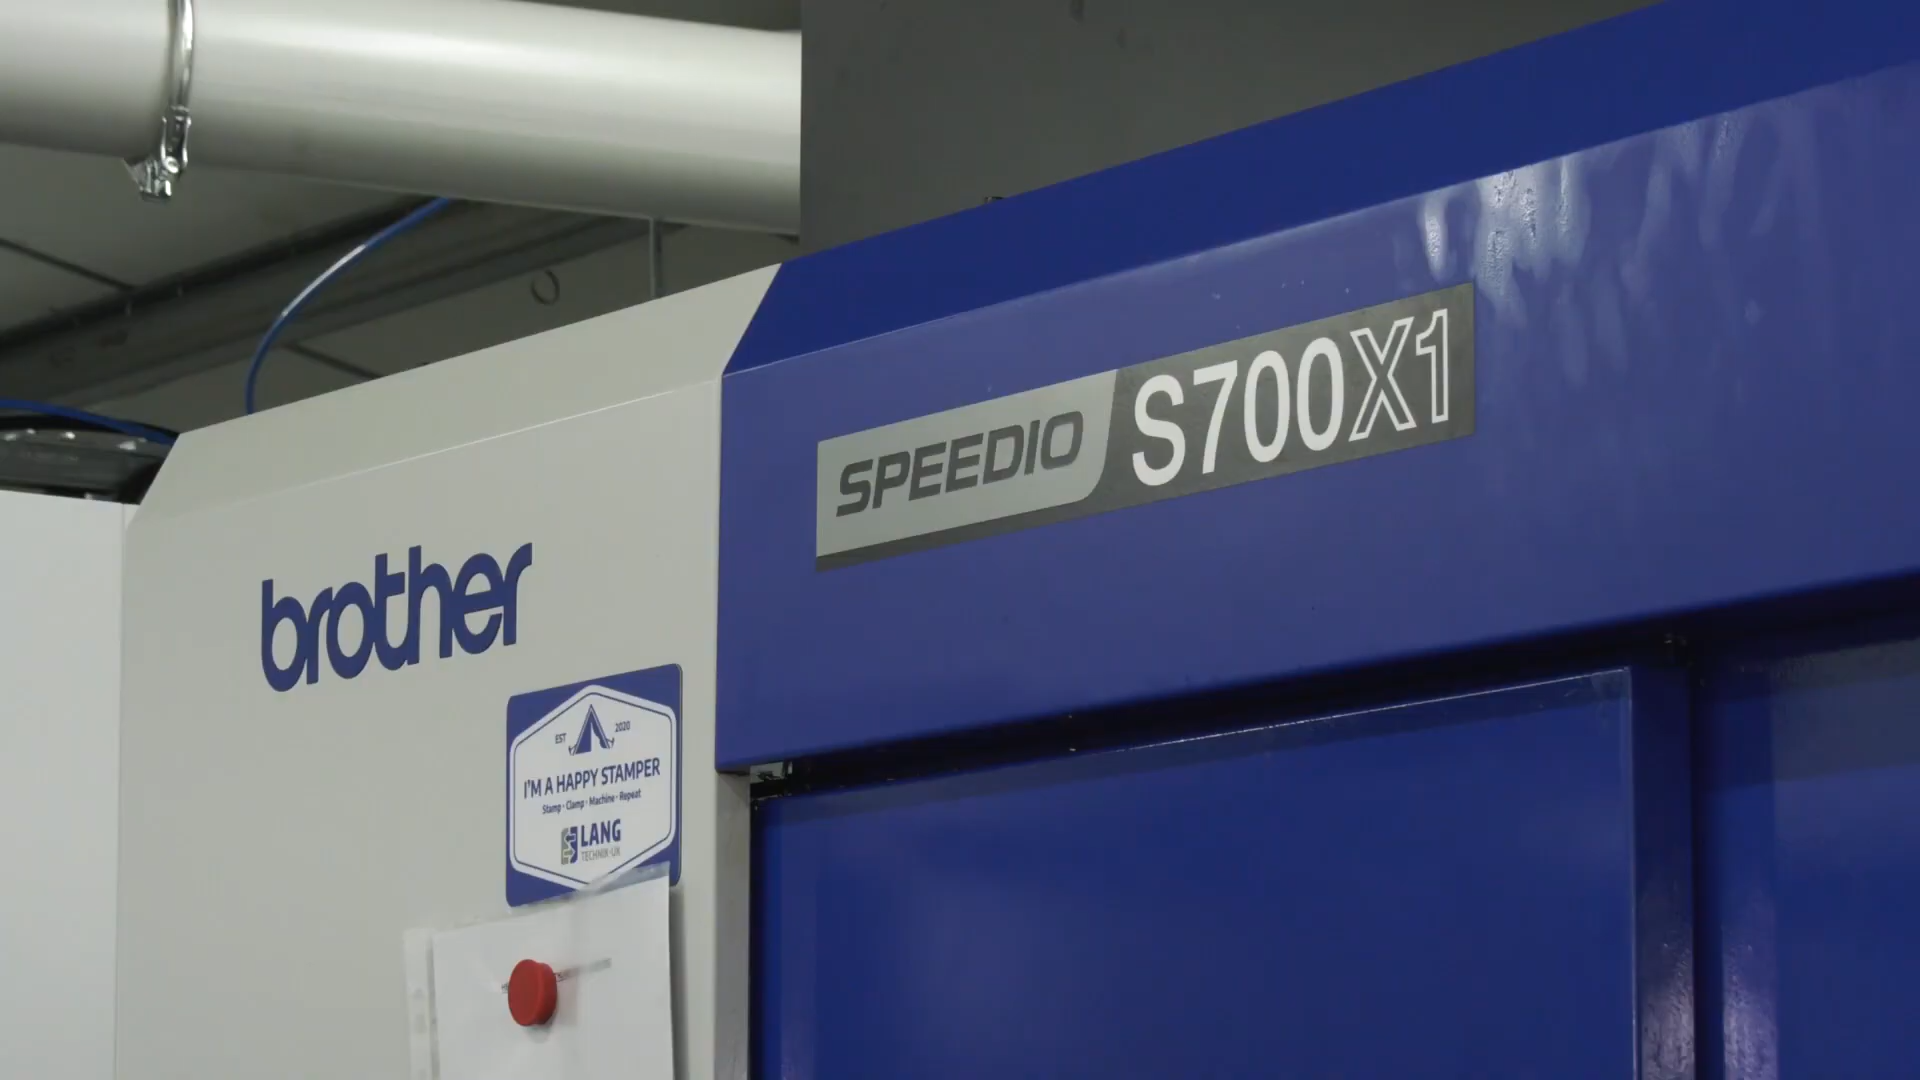 brother
SPEEDIO S700X1
EST 2020
I'M A HAPPY STAMPER
Stamp · Clamp · Machine · Repeat
LANG
TECHNIK · UK